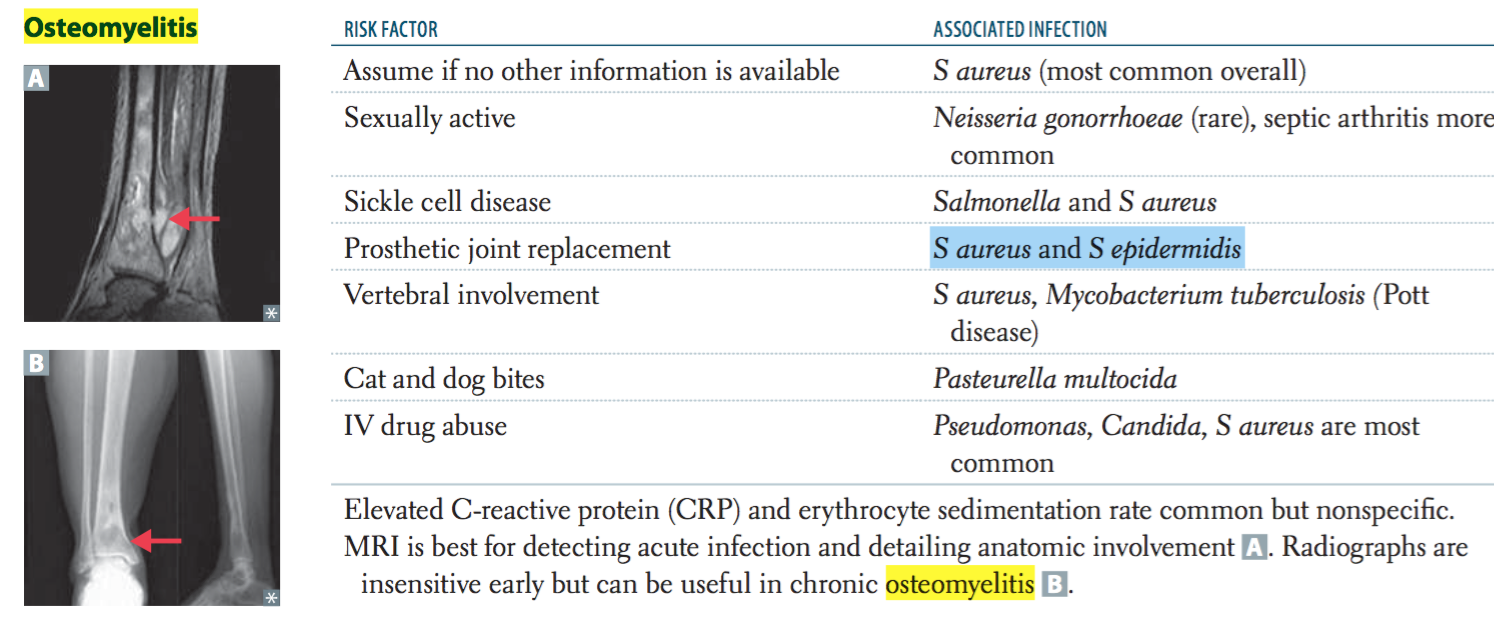 Osteomyelitis
RISK FACTOR ASSOCIATED INFECTION
Assume if no other information is available S aureus (most common overall)
Sexually active Neisseria gonorrhoeae (rare), septic arthritis more
common
Sickle cell disease Salmonella and S aureus
Prosthetic joint replacement S aureus and S epidermidis
Vertebral involvement S aureus, Mycobacterium tuberculosis (Pott
disease)
Cat and dog bites Pasteurella multocida
IV drug abuse Pseudomonas, Candida, S aureus are most
common
Elevated C-reactive protein (CRP) and erythrocyte sedimentation rate common but nonspecific.
MRI is best for detecting acute infection and detailing anatomic involvement A. Radiographs are
insensitive early but can be useful in chronic osteomyelitis B.
A
*
B
*